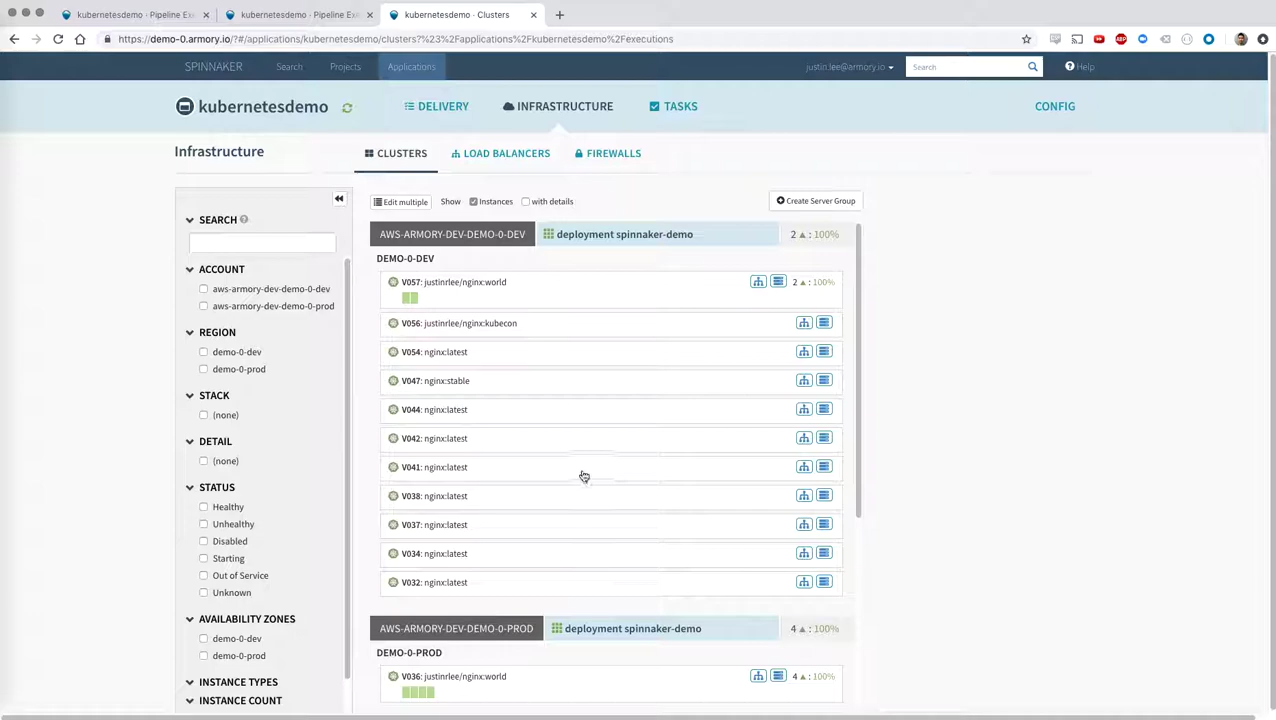 kubernetesdemo · Pipeline Exe
kubernetesdemo · Pipeline Exe
kubernetesdemo · Clusters
https://demo-0.armory.io/?#/applications/kubernetesdemo/clusters?%23%2Fapplications%2Fkubernetesdemo%2Fexecutions
SPINNAKER Search Projects Applications justin.lee@armory.io Search Help
kubernetesdemo DELIVERY INFRASTRUCTURE TASKS CONFIG
Infrastructure CLUSTERS LOAD BALANCERS FIREWALLS
SEARCH
ACCOUNT
aws-armory-dev-demo-0-dev
aws-armory-dev-demo-0-prod
REGION
demo-0-dev
demo-0-prod
STACK
(none)
DETAIL
(none)
STATUS
Healthy
Unhealthy
Disabled
Starting
Out of Service
Unknown
AVAILABILITY ZONES
demo-0-dev
demo-0-prod
INSTANCE TYPES
INSTANCE COUNT
Edit multiple Show Instances with details Create Server Group
AWS-ARMORY-DEV-DEMO-0-DEV deployment spinnaker-demo 2 : 100%
DEMO-0-DEV
V057: justinrlee/nginx:world 2 : 100%
V056: justinrlee/nginx:kubecon
V054: nginx:latest
V047: nginx:stable
V044: nginx:latest
V042: nginx:latest
V041: nginx:latest
V038: nginx:latest
V037: nginx:latest
V034: nginx:latest
V032: nginx:latest
AWS-ARMORY-DEV-DEMO-0-PROD deployment spinnaker-demo 4 : 100%
DEMO-0-PROD
V036: justinrlee/nginx:world 4 : 100%